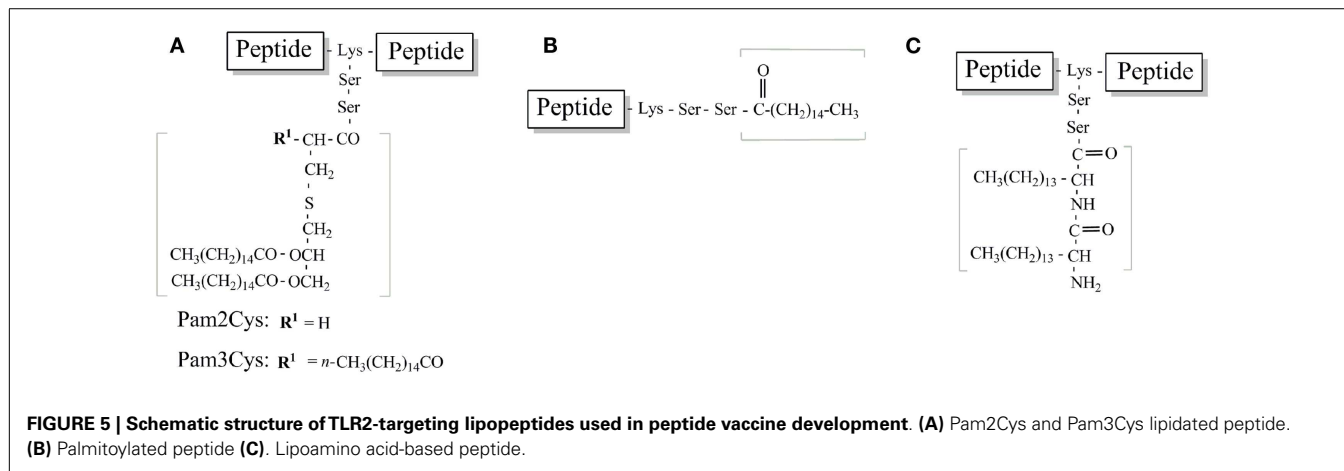 A
Peptide - Lys - Peptide
Ser
Ser
R¹- CH - CO
CH₂
S
CH₂
CH₃(CH₂)₁₄CO - OCH
CH₃(CH₂)₁₄CO - OCH₂
Pam2Cys: R¹ = H
Pam3Cys: R¹ = n-CH₃(CH₂)₁₄CO
B
O
Peptide - Lys - Ser - Ser - C-(CH₂)₁₄-CH₃
C
Peptide - Lys - Peptide
Ser
Ser
C=O
CH₃(CH₂)₁₃ - CH
NH
C=O
CH₃(CH₂)₁₃ - CH
NH₂
FIGURE 5 | Schematic structure of TLR2-targeting lipopeptides used in peptide vaccine development. (A) Pam2Cys and Pam3Cys lipidated peptide.
(B) Palmitoylated peptide (C). Lipoamino acid-based peptide.